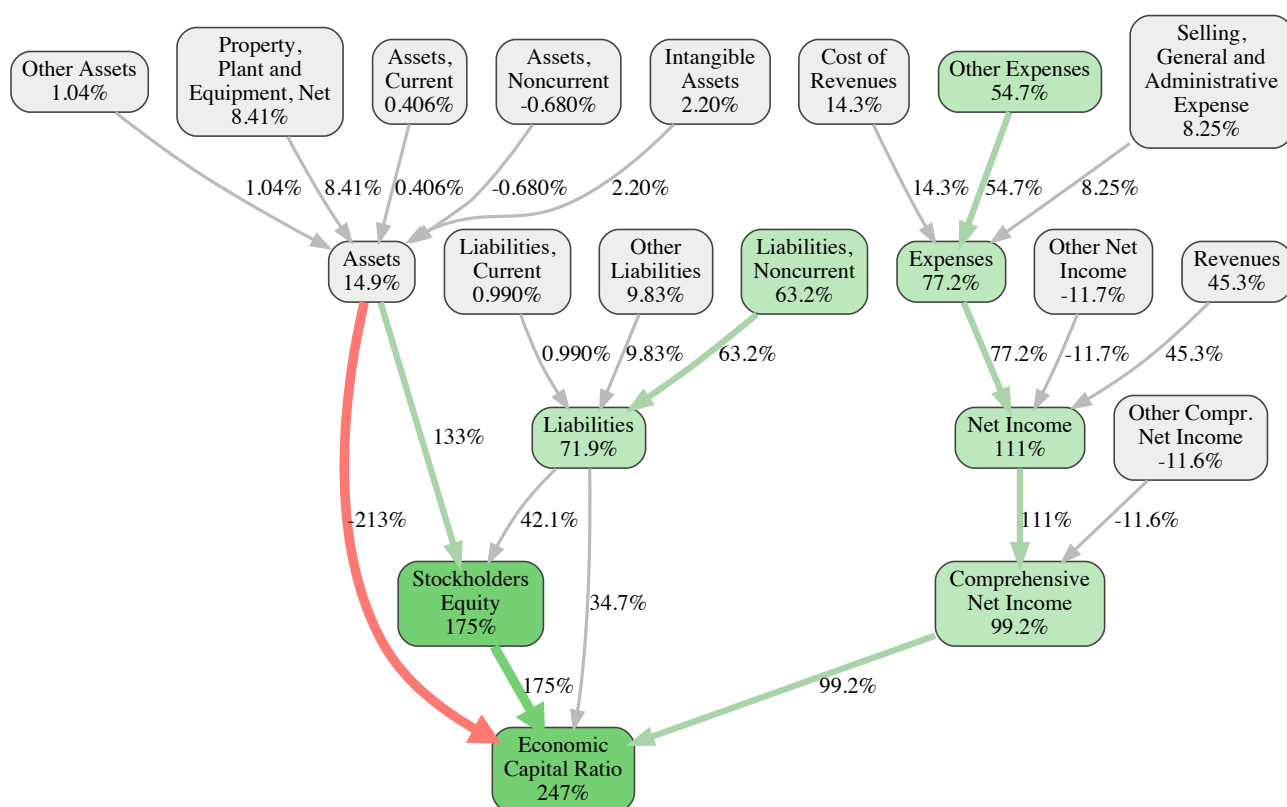 Other Assets
1.04%
Property,
Plant and
Equipment, Net
8.41%
Assets,
Current
0.406%
Assets,
Noncurrent
-0.680%
Intangible
Assets
2.20%
Cost of
Revenues
14.3%
Other Expenses
54.7%
Selling,
General and
Administrative
Expense
8.25%
1.04%
8.41%
0.406%
-0.680%
2.20%
14.3%
54.7%
8.25%
Assets
14.9%
Liabilities,
Current
0.990%
Other
Liabilities
9.83%
Liabilities,
Noncurrent
63.2%
Expenses
77.2%
Other Net
Income
-11.7%
Revenues
45.3%
0.990%
9.83%
63.2%
77.2%
-11.7%
45.3%
133%
Liabilities
71.9%
Net Income
111%
Other Compr.
Net Income
-11.6%
-213%
42.1%
111%
-11.6%
Stockholders
Equity
175%
34.7%
Comprehensive
Net Income
99.2%
175%
99.2%
Economic
Capital Ratio
247%